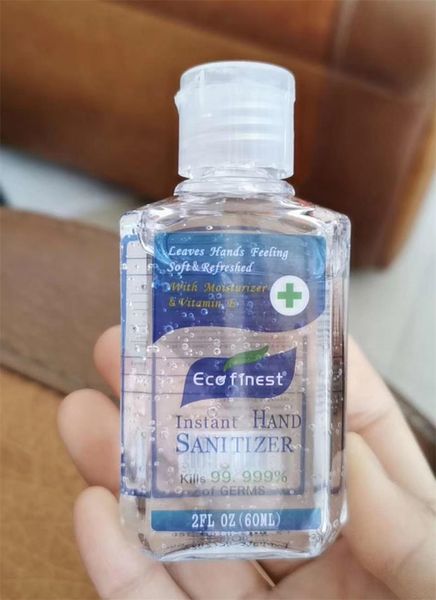 Leaves Hands Feeling
Soft & Refreshed
With Moisturizer
& Vitamin E
Ecofinest®
Instant HAND
SANITIZER
Kills 99.999%
of GERMS
2FL OZ (60ML)